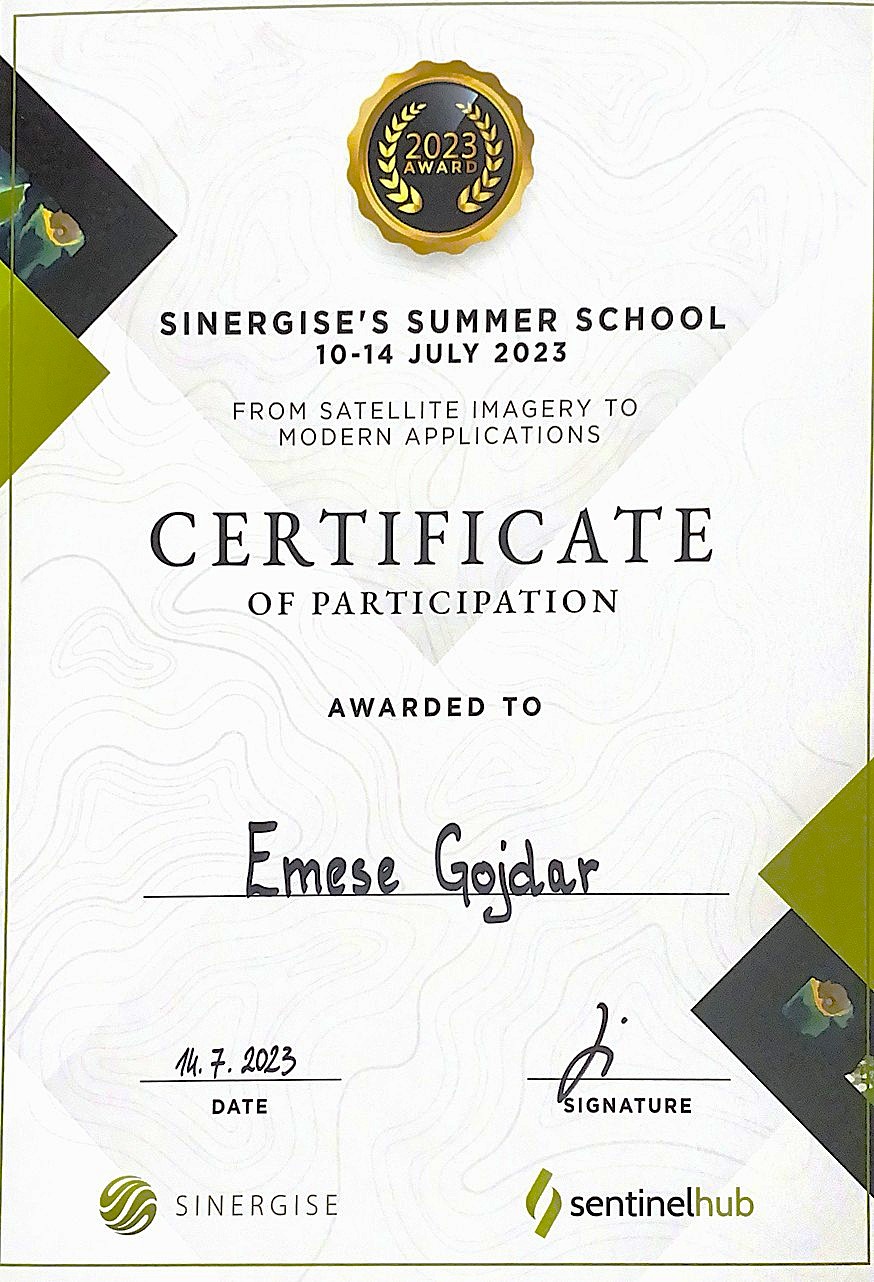 2023
AWARD
SINERGISE'S SUMMER SCHOOL
10-14 JULY 2023
FROM SATELLITE IMAGERY TO
MODERN APPLICATIONS
CERTIFICATE
OF PARTICIPATION
AWARDED TO
Emese Gojdar
14. 7. 2023
DATE
SIGNATURE
SINERGISE
sentinelhub